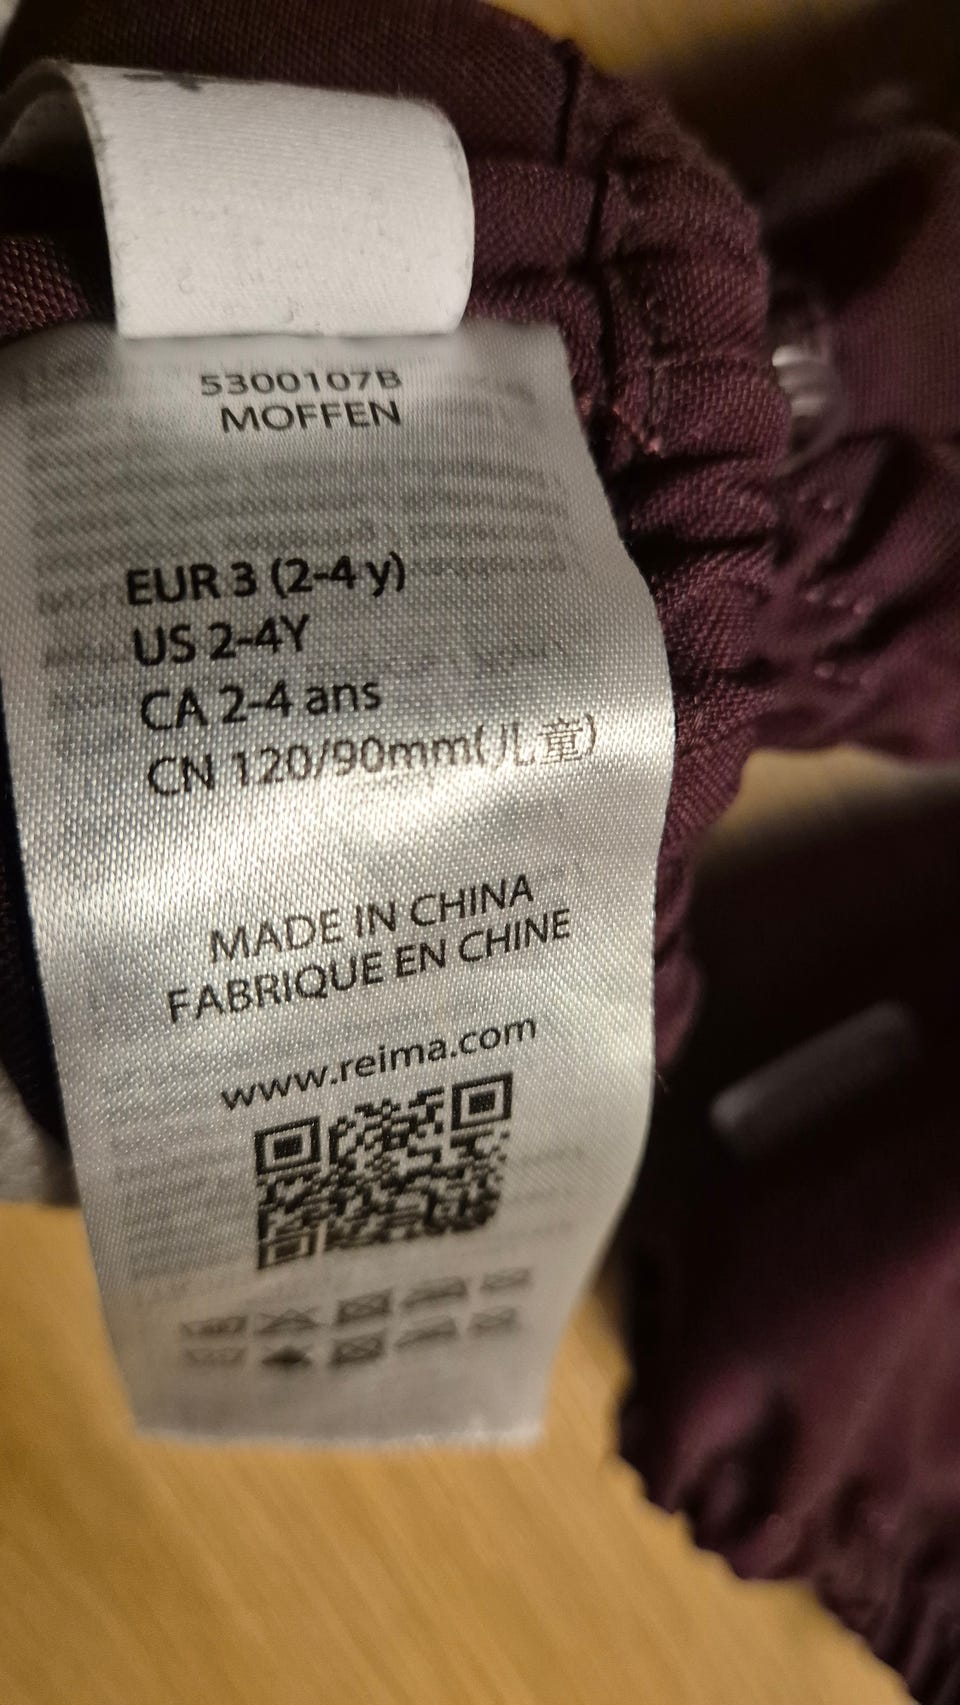 5300107B
MOFFEN
EUR 3 (2-4 y)
US 2-4Y
CA 2-4 ans
CN 120/90mm(儿童)
MADE IN CHINA
FABRIQUE EN CHINE
www.reima.com